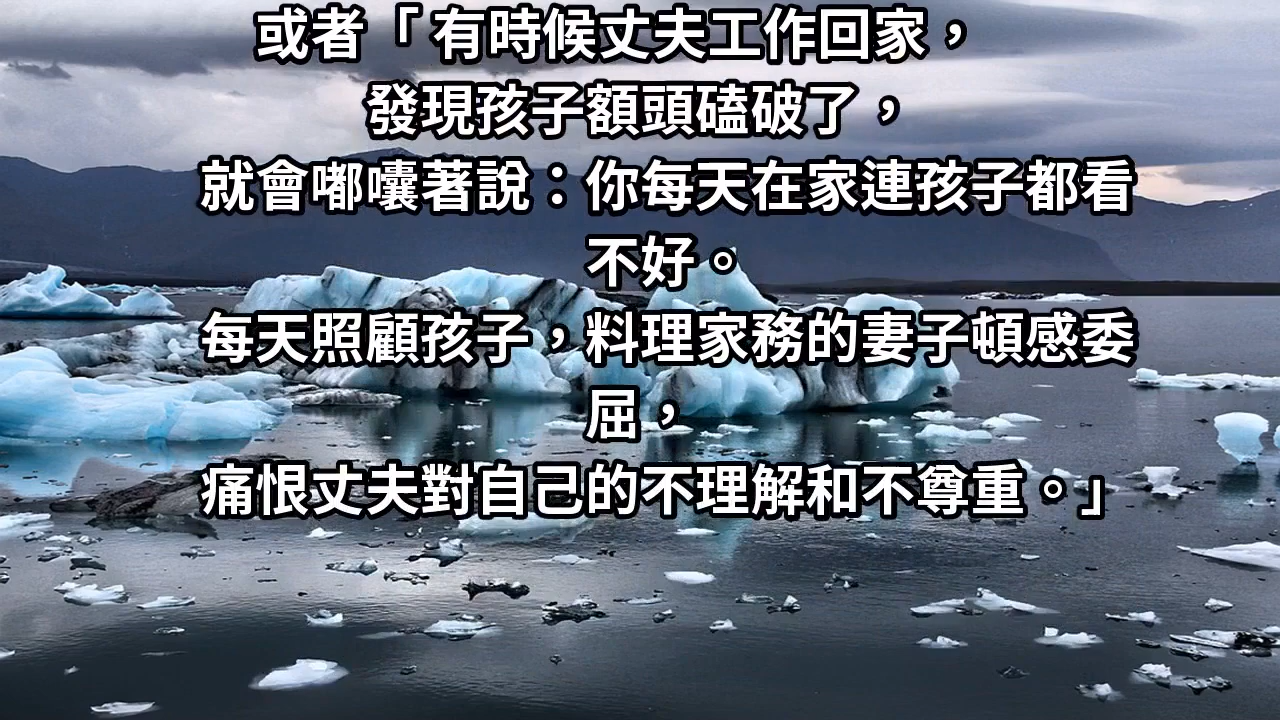 或者「 有時候丈夫工作回家，
發現孩子額頭磕破了，
就會嘟囔著說：你每天在家連孩子都看
不好。
每天照顧孩子，料理家務的妻子頓感委
屈，
痛恨丈夫對自己的不理解和不尊重。」